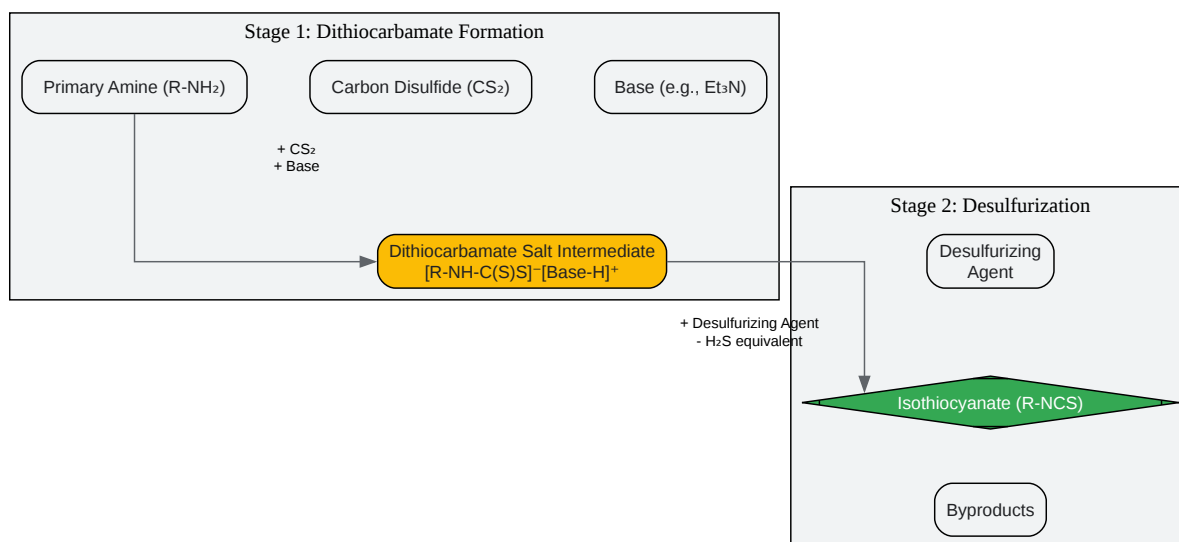 Stage 1: Dithiocarbamate Formation
Primary Amine (R-NH₂)
Carbon Disulfide (CS₂)
Base (e.g., Et₃N)
+ CS₂
+ Base
Dithiocarbamate Salt Intermediate
[R-NH-C(S)S]⁻[Base-H]⁺
Stage 2: Desulfurization
Desulfurizing
Agent
+ Desulfurizing Agent
- H₂S equivalent
Isothiocyanate (R-NCS)
Byproducts